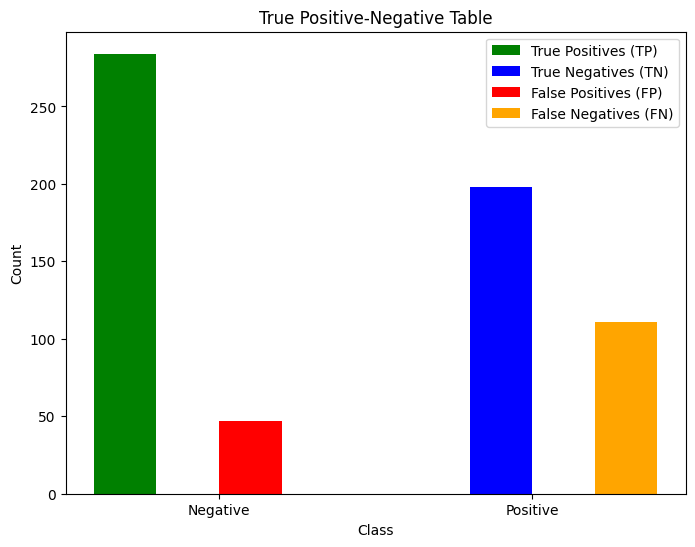 True Positive-Negative Table
True Positives (TP)
True Negatives (TN)
False Positives (FP)
False Negatives (FN)
Count
250
200
150
100
50
0
Negative
Positive
Class